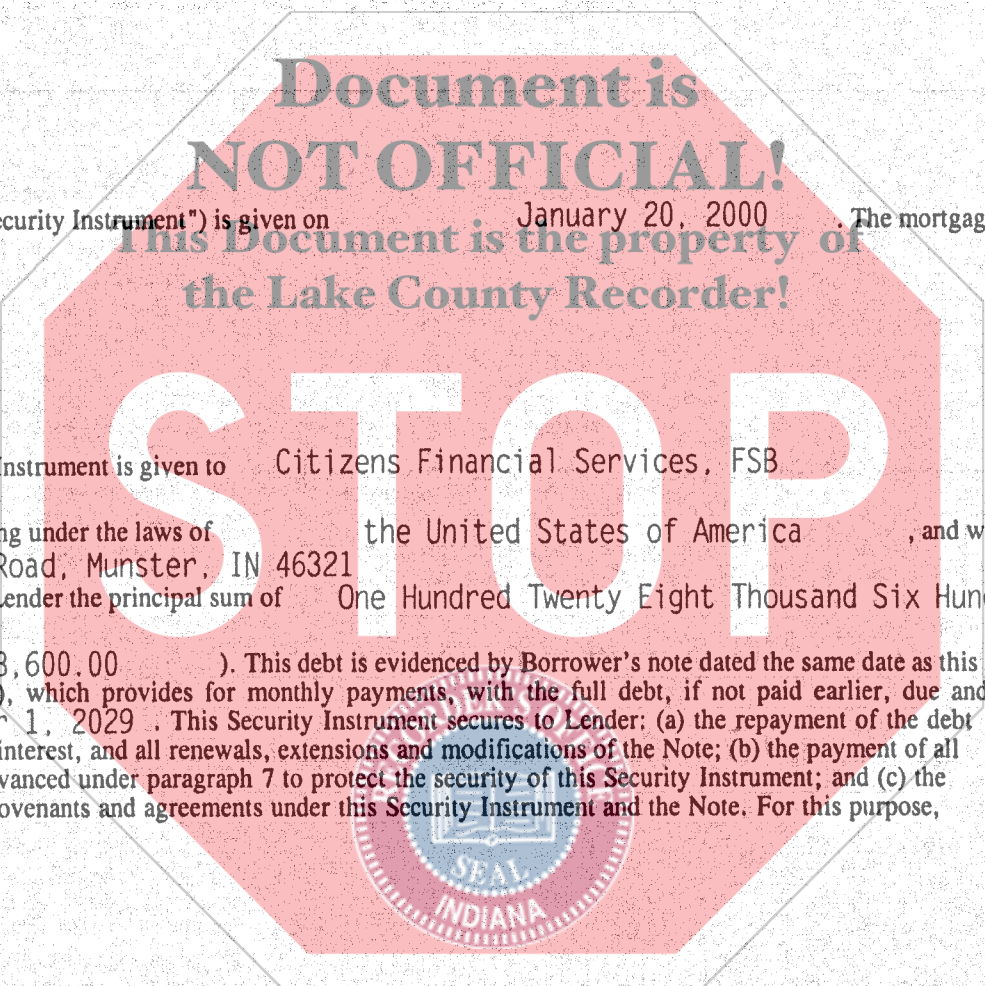 Document is
NOT OFFICIAL!
ecurity Instrument") is given on January 20, 2000 . The mortgag
This Document is the property of
the Lake County Recorder!
STOP
Instrument is given to Citizens Financial Services, FSB
ng under the laws of the United States of America , and w
Road, Munster, IN 46321
Lender the principal sum of One Hundred Twenty Eight Thousand Six Hun
8,600.00 ). This debt is evidenced by Borrower's note dated the same date as this
), which provides for monthly payments, with the full debt, if not paid earlier, due and
r 1, 2029 . This Security Instrument secures to Lender: (a) the repayment of the debt
interest, and all renewals, extensions and modifications of the Note; (b) the payment of all
vanced under paragraph 7 to protect the security of this Security Instrument; and (c) the
ovenants and agreements under this Security Instrument and the Note. For this purpose,
RECORDER'S OFFICE
SEAL
INDIANA